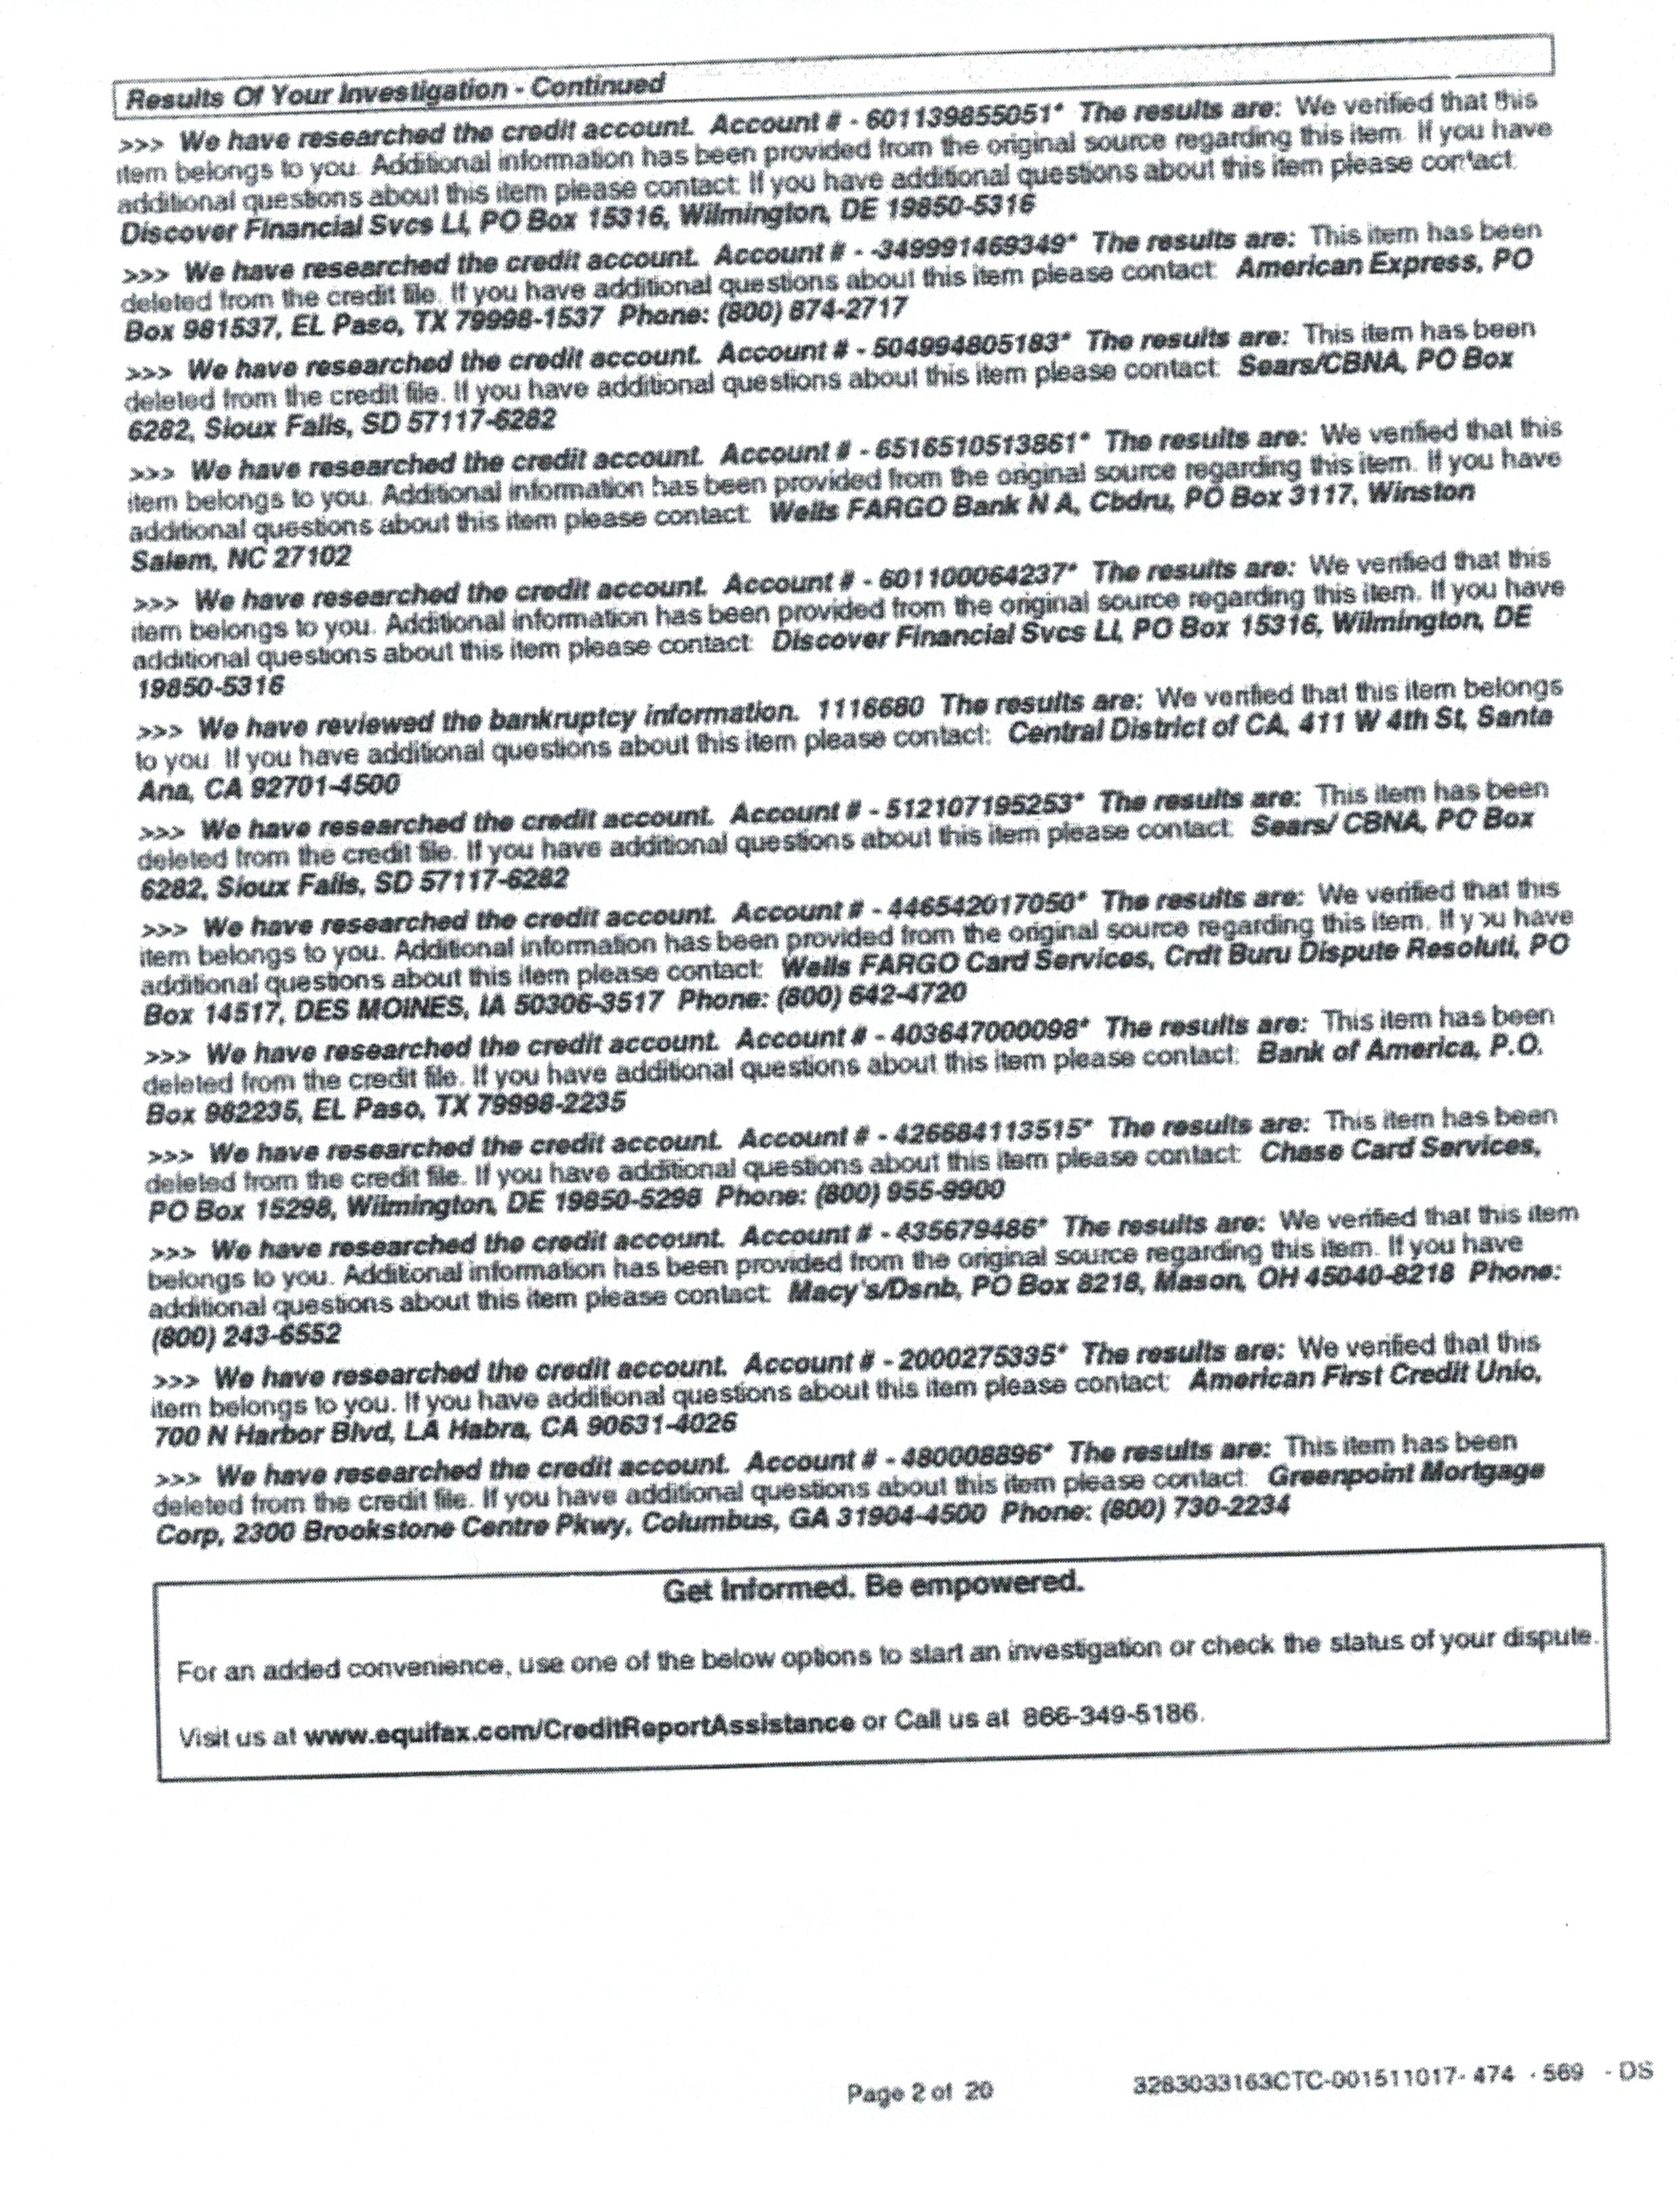 Results Of Your Investigation - Continued
>>> We have researched the credit account. Account # - 601139855051* The results are: We verified that this
item belongs to you. Additional information has been provided from the original source regarding this item. If you have
additional questions about this item please contact: If you have additional questions about this item please contact:
Discover Financial Svcs Ll, PO Box 15316, Wilmington, DE 19850-5316
>>> We have researched the credit account. Account # - -349991469349* The results are: This item has been
deleted from the credit file. If you have additional questions about this item please contact: American Express, PO
Box 981537, EL Paso, TX 79998-1537 Phone: (800) 874-2717
>>> We have researched the credit account. Account # - 504994805183* The results are: This item has been
deleted from the credit file. If you have additional questions about this item please contact: Sears/CBNA, PO Box
6282, Sioux Falls, SD 57117-6282
>>> We have researched the credit account. Account # - 6516510513861* The results are: We verified that this
item belongs to you. Additional information has been provided from the original source regarding this item. If you have
additional questions about this item please contact: Wells FARGO Bank N A, Cbdru, PO Box 3117, Winston
Salem, NC 27102
>>> We have researched the credit account. Account # - 601100064237* The results are: We verified that this
item belongs to you. Additional information has been provided from the original source regarding this item. If you have
additional questions about this item please contact: Discover Financial Svcs Ll, PO Box 15316, Wilmington, DE
19850-5316
>>> We have reviewed the bankruptcy information. 1116680 The results are: We verified that this item belongs
to you. If you have additional questions about this item please contact: Central District of CA, 411 W 4th St, Santa
Ana, CA 92701-4500
>>> We have researched the credit account. Account # - 512107195253* The results are: This item has been
deleted from the credit file. If you have additional questions about this item please contact: Sears/ CBNA, PO Box
6282, Sioux Falls, SD 57117-6282
>>> We have researched the credit account. Account # - 446542017050* The results are: We verified that this
item belongs to you. Additional information has been provided from the original source regarding this item. If you have
additional questions about this item please contact: Wells FARGO Card Services, Crdt Buru Dispute Resoluti, PO
Box 14517, DES MOINES, IA 50306-3517 Phone: (800) 642-4720
>>> We have researched the credit account. Account # - 403647000098* The results are: This item has been
deleted from the credit file. If you have additional questions about this item please contact: Bank of America, P.O.
Box 982235, EL Paso, TX 79998-2235
>>> We have researched the credit account. Account # - 426684113515* The results are: This item has been
deleted from the credit file. If you have additional questions about this item please contact: Chase Card Services,
PO Box 15298, Wilmington, DE 19850-5298 Phone: (800) 955-9900
>>> We have researched the credit account. Account # - 435679486* The results are: We verified that this item
belongs to you. Additional information has been provided from the original source regarding this item. If you have
additional questions about this item please contact: Macy's/Dsnb, PO Box 8218, Mason, OH 45040-8218 Phone:
(800) 243-6552
>>> We have researched the credit account. Account # - 2000275335* The results are: We verified that this
item belongs to you. If you have additional questions about this item please contact: American First Credit Unio,
700 N Harbor Blvd, LA Habra, CA 90631-4026
>>> We have researched the credit account. Account # - 480008896* The results are: This item has been
deleted from the credit file. If you have additional questions about this item please contact: Greenpoint Mortgage
Corp, 2300 Brookstone Centre Pkwy, Columbus, GA 31904-4500 Phone: (800) 730-2234
Get Informed. Be empowered.
For an added convenience, use one of the below options to start an investigation or check the status of your dispute.
Visit us at www.equifax.com/CreditReportAssistance or Call us at 866-349-5186.
Page 2 of 20
3283033163CTC-001511017- 474 - 569 - DS